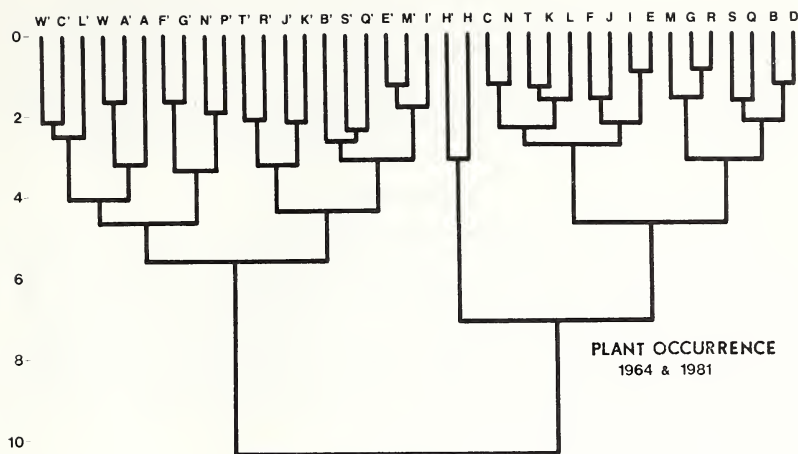 W' C' L' W A' A F' G' N' P' T' R' J' K' B' S' Q' E' M' I' H' H C N T K L F J I E M G R S Q B D
0
2
4
6
8
10
PLANT OCCURRENCE
1964 & 1981